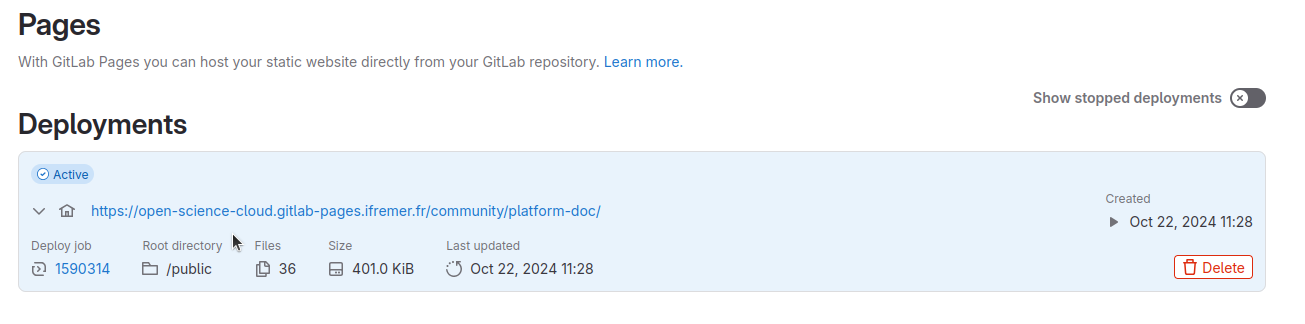 Pages
With GitLab Pages you can host your static website directly from your GitLab repository. Learn more.
Show stopped deployments
Deployments
Active
https://open-science-cloud.gitlab-pages.ifremer.fr/community/platform-doc/
Created
Oct 22, 2024 11:28
Deploy job Root directory Files Size Last updated
1590314 /public 36 401.0 KiB Oct 22, 2024 11:28
Delete